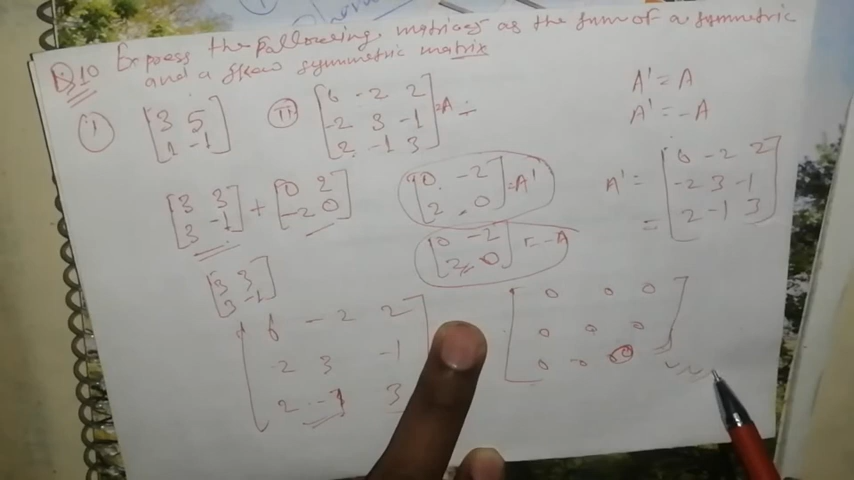 Q10 Express the following matrices as the sum of a symmetric
and a skew symmetric matrix
(I) [3 5] (II) [6 -2 2]
[1 -1] [-2 3 -1] = A
[2 -1 3]
A' = A
A' = -A
[3 3] + [0 2] [0 -2] = A'
[3 -1] [-2 0] [2 0]
A' = [6 -2 2]
[-2 3 -1]
= [2 -1 3]
[3 3] [0 -2] = -A
[3 -1] [2 0]
[6 -2 2] [0 0 0]
[-2 3 -1] [0 0 0]
[2 -1 3] [0 0 0]